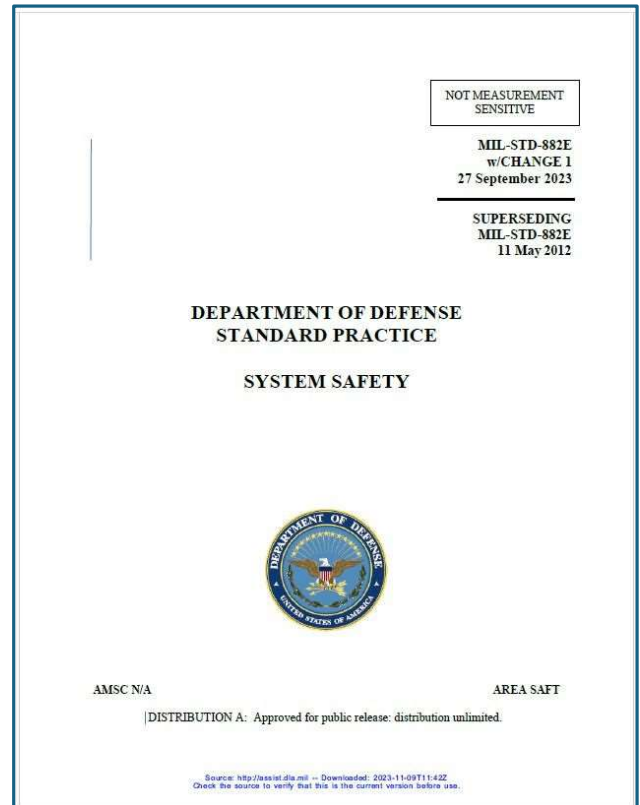 NOT MEASUREMENT
SENSITIVE
MIL-STD-882E
w/CHANGE 1
27 September 2023
SUPERSEDING
MIL-STD-882E
11 May 2012
DEPARTMENT OF DEFENSE
STANDARD PRACTICE
SYSTEM SAFETY
DEPARTMENT OF DEFENSE
UNITED STATES OF AMERICA
AMSC N/A
AREA SAFT
DISTRIBUTION A: Approved for public release: distribution unlimited.
Source: http://assist.dla.mil -- Downloaded: 2023-11-09T11:42Z
Check the source to verify that this is the current version before use.